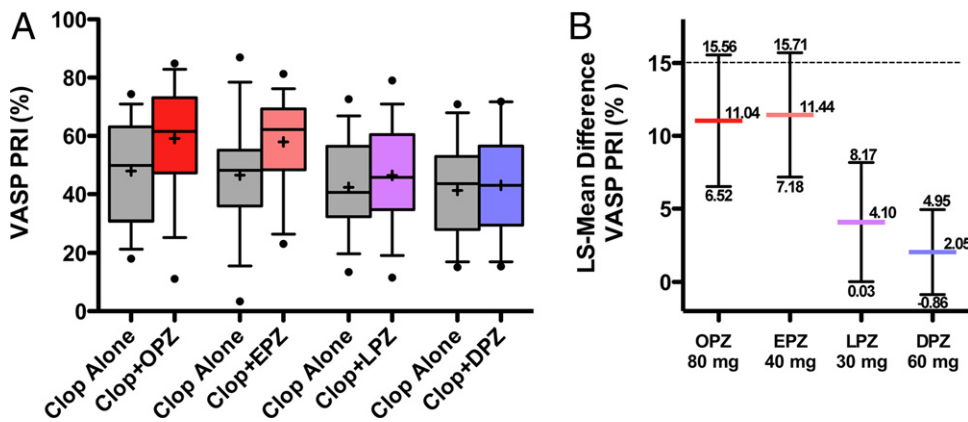 A
VASP PRI (%)
100
80
60
40
20
0
Clop Alone
Clop+OPZ
Clop Alone
Clop+EPZ
Clop Alone
Clop+LPZ
Clop Alone
Clop+DPZ
B
LS-Mean Difference
VASP PRI (% )
15
10
5
0
15.56
11.04
6.52
15.71
11.44
7.18
8.17
4.10
0.03
4.95
2.05
-0.86
OPZ
80 mg
EPZ
40 mg
LPZ
30 mg
DPZ
60 mg